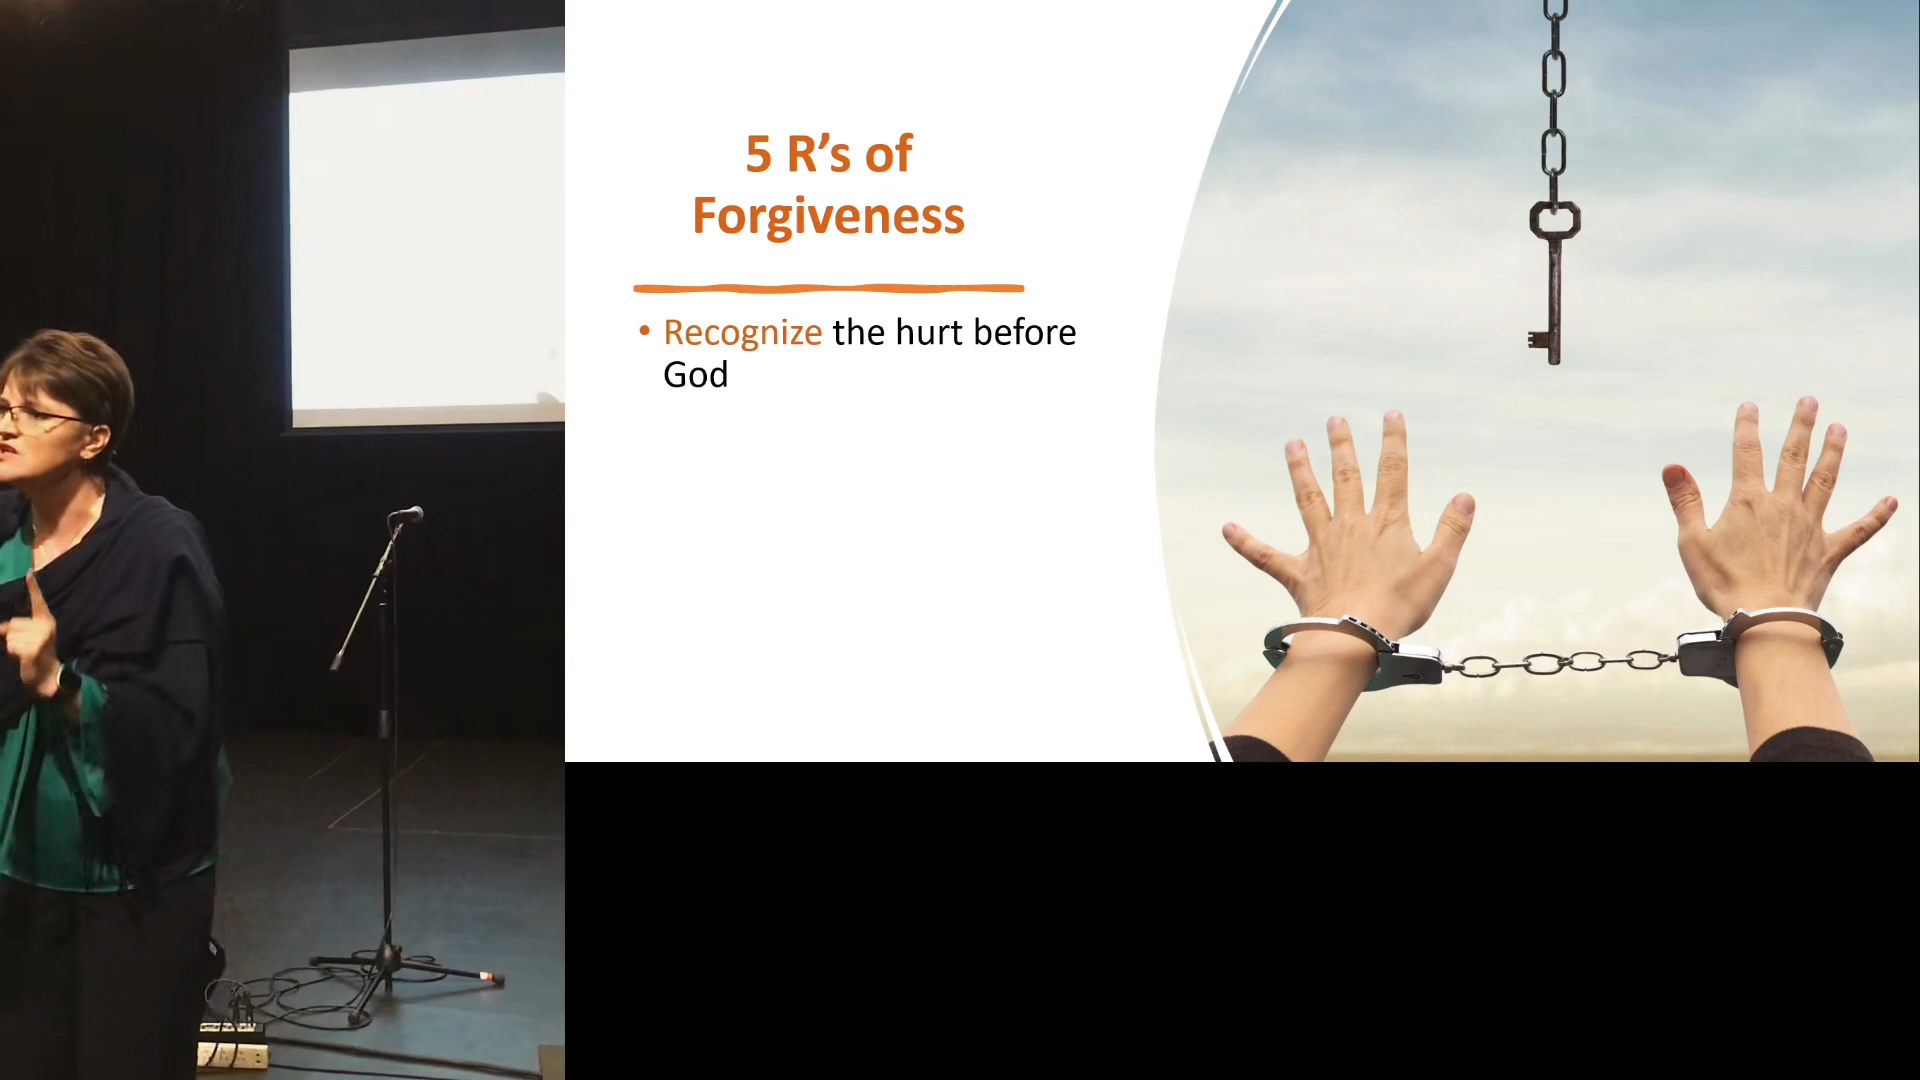 5 R’s of
Forgiveness
• Recognize the hurt before
God